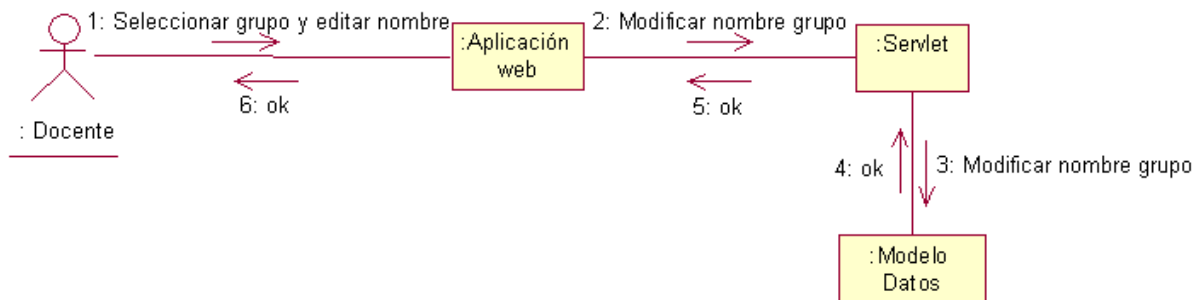 1: Seleccionar grupo y editar nombre
:Aplicación
web
2: Modificar nombre grupo
:Servlet
6: ok
5: ok
: Docente
4: ok
3: Modificar nombre grupo
:Modelo
Datos